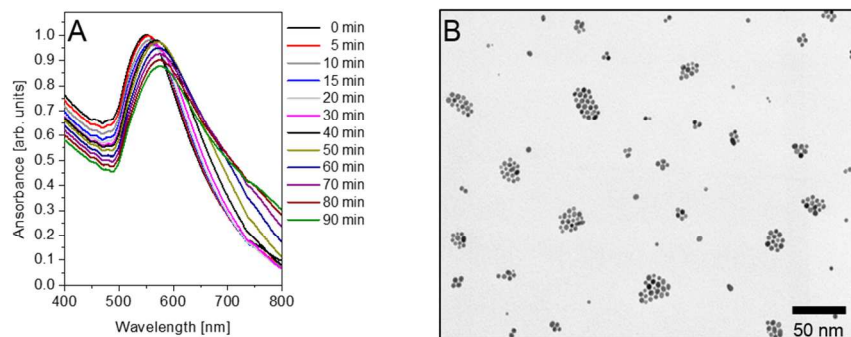 A
Absorbance [arb. units]
1.0
0.9
0.8
0.7
0.6
0.5
0.4
0.3
0.2
0.1
0.0
400 500 600 700 800
Wavelength [nm]
0 min
5 min
10 min
15 min
20 min
30 min
40 min
50 min
60 min
70 min
80 min
90 min
B
50 nm